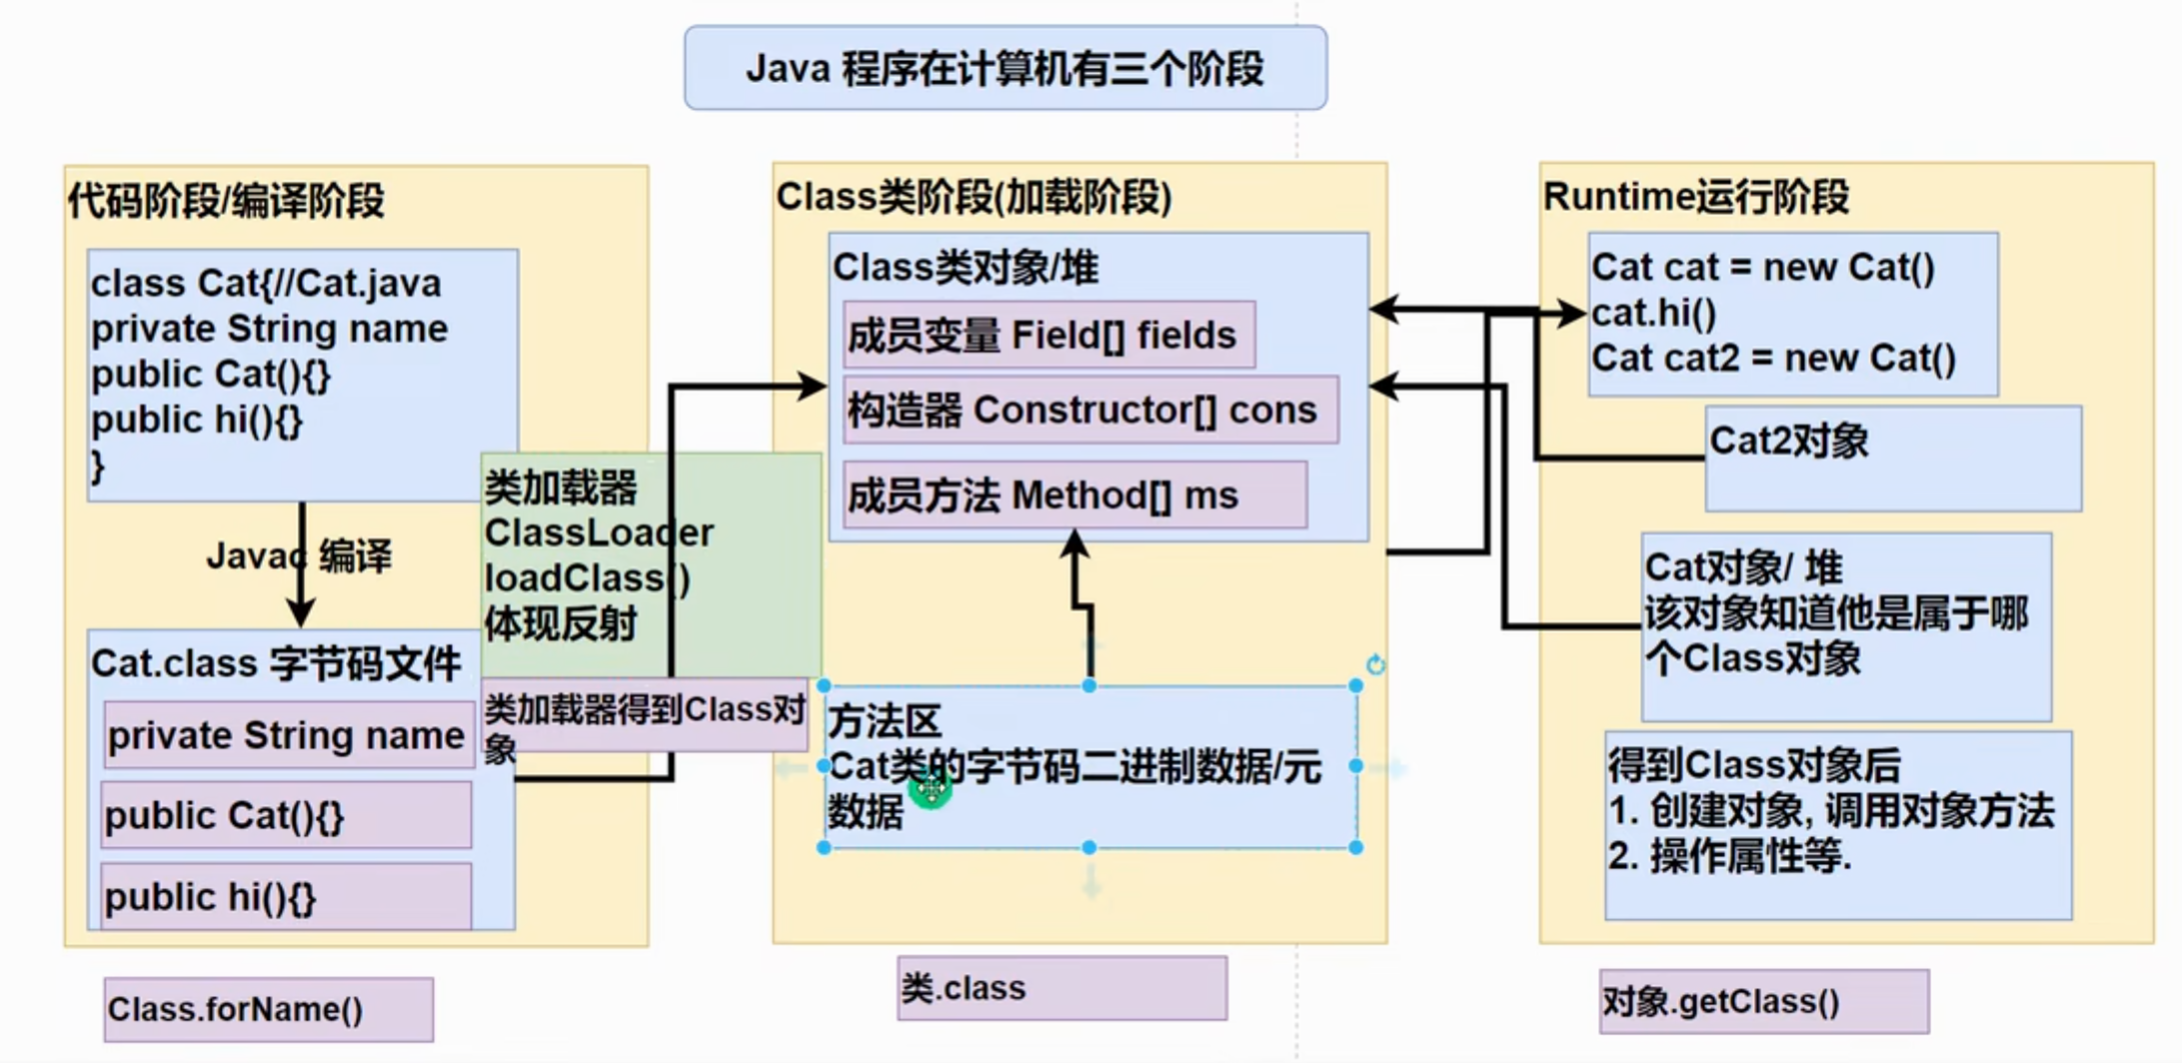 Java 程序在计算机有三个阶段
代码阶段/编译阶段
class Cat{//Cat.java
private String name
public Cat(){}
public hi(){}
}
Javac 编译
Cat.class 字节码文件
private String name
public Cat(){}
public hi(){}
Class.forName()
类加载器
ClassLoader
loadClass()
体现反射
类加载器得到Class对
象
Class类阶段(加载阶段)
Class类对象/堆
成员变量 Field[] fields
构造器 Constructor[] cons
成员方法 Method[] ms
方法区
Cat类的字节码二进制数据/元
数据
类.class
Runtime运行阶段
Cat cat = new Cat()
cat.hi()
Cat cat2 = new Cat()
Cat2对象
Cat对象/ 堆
该对象知道他是属于哪
个Class对象
得到Class对象后
1. 创建对象, 调用对象方法
2. 操作属性等.
对象.getClass()